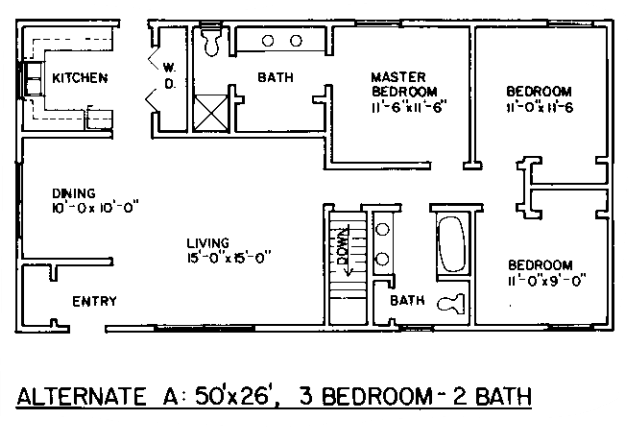 KITCHEN
W.
D.
BATH
MASTER
BEDROOM
11'-6"x11'-6"
BEDROOM
11'-0"x11'-6
DINING
10'-0x10'-0"
LIVING
15'-0"x15'-0"
DOWN
BEDROOM
11'-0"x9'-0"
ENTRY
BATH
ALTERNATE A: 50'x26', 3 BEDROOM-2 BATH